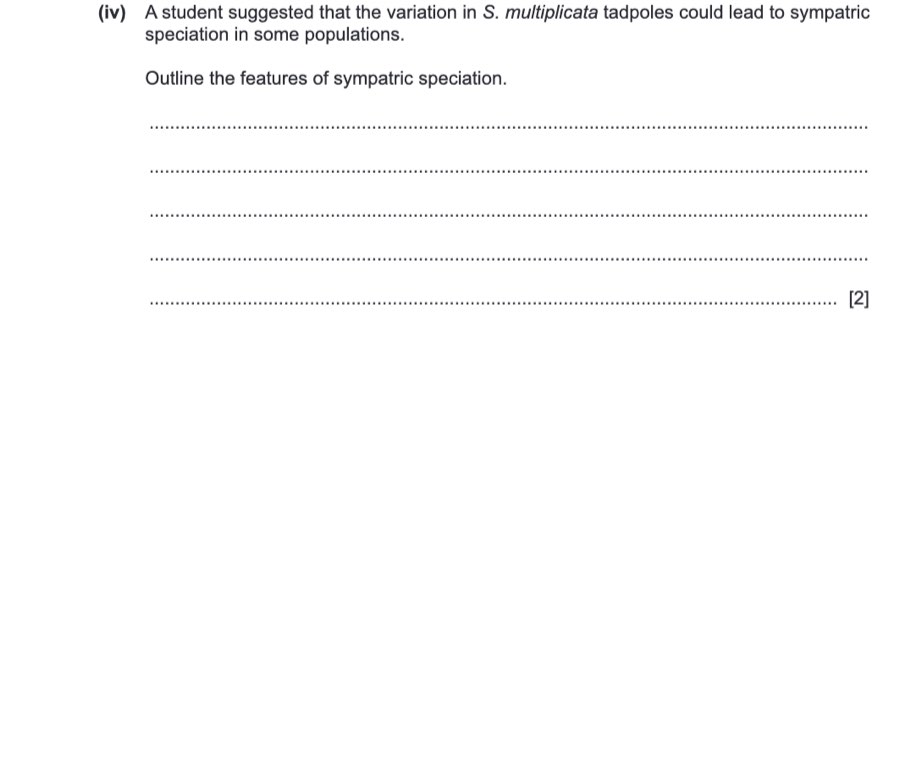 (iv) A student suggested that the variation in S. multiplicata tadpoles could lead to sympatric
speciation in some populations.
Outline the features of sympatric speciation.
[2]